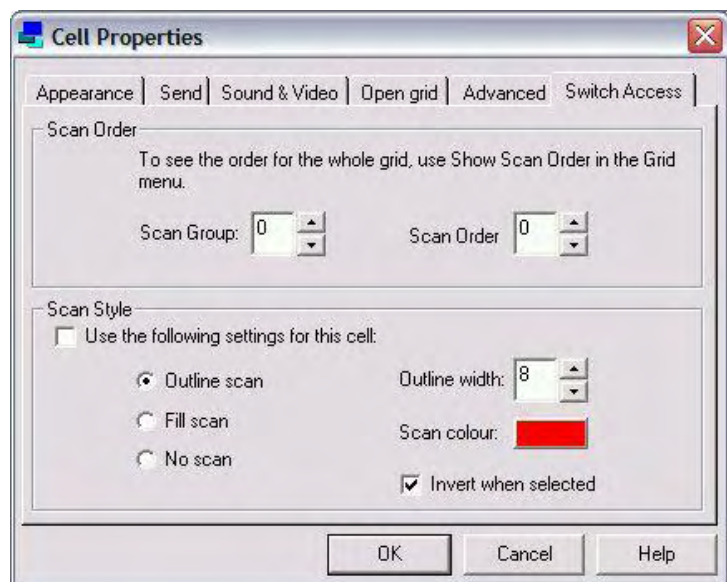 Cell Properties
Appearance Send Sound & Video Open grid Advanced Switch Access
Scan Order
To see the order for the whole grid, use Show Scan Order in the Grid
menu.
Scan Group: 0 Scan Order 0
Scan Style
Use the following settings for this cell:
Outline scan Outline width: 8
Fill scan Scan colour:
No scan
Invert when selected
OK Cancel Help